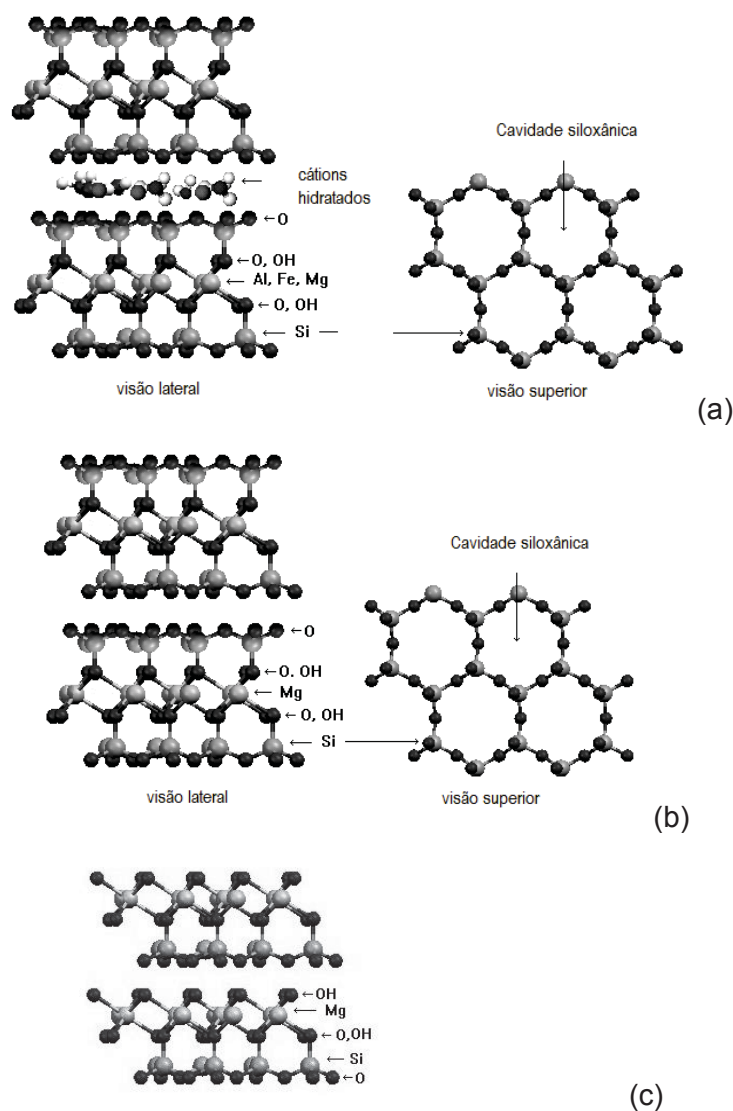 Cavidade siloxânica
cátions
hidratados
←O
←O, OH
←Al, Fe, Mg
←O, OH
←Si —
visão lateral
visão superior
(a)
Cavidade siloxânica
←O
←O. OH
← Mg
←O, OH
← Si
visão lateral
visão superior
(b)
←OH
← Mg
←O,OH
←Si
←O
(c)